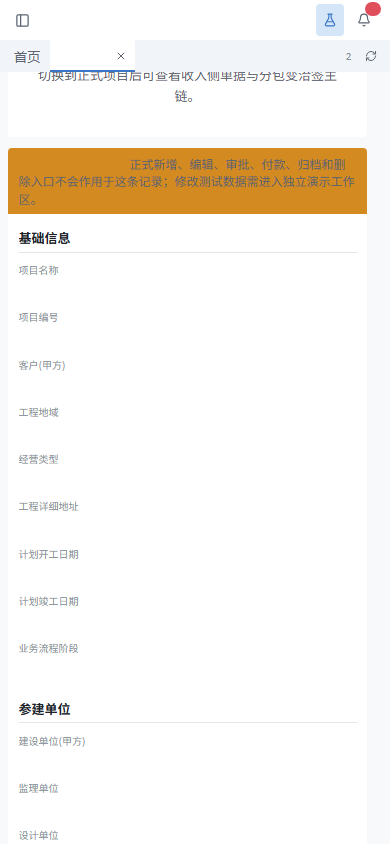 首页
2
切换到正式项目后可查看收入侧单据与分包变洽签主
链。
正式新增、编辑、审批、付款、归档和删
除入口不会作用于这条记录；修改测试数据需进入独立演示工作
区。
基础信息
项目名称
项目编号
客户(甲方)
工程地域
经营类型
工程详细地址
计划开工日期
计划竣工日期
业务流程阶段
参建单位
建设单位(甲方)
监理单位
设计单位